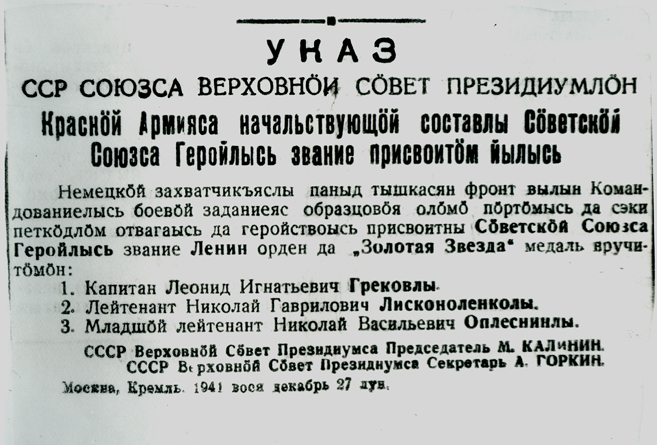 УКАЗ
ССР СОЮЗСА ВЕРХОВНӦЙ СӦВЕТ ПРЕЗИДИУМЛӦН
Краснӧй Армияса начальствующӧй составлы Сӧветскӧй
Союзса Геройлысь звание присвоитӧм йылысь
Немецкӧй захватчикъяслы паныд тышкасян фронт вылын Коман-
дованиелысь боевӧй заданиеяс образцовӧя олӧмӧ пӧртӧмысь да сэки
петкӧдлӧм отвагаысь да геройствоысь присвоитны Сӧветскӧй Союзса
Геройлысь звание Ленин орден да „Золотая Звезда“ медаль вручи-
тӧмӧн:
1. Капитан Леонид Игнатьевич Грековлы.
2. Лейтенант Николай Гаврилович Лисконоленколы.
3. Младшӧй лейтенант Николай Васильевич Оплеснинлы.
СССР Верховнӧй Сӧвет Президиумса Председатель М. КАЛИНИН.
СССР Верховнӧй Сӧвет Президиумса Секретарь А. ГОРКИН.
Москва, Кремль. 1941 вося декабрь 27 лун.